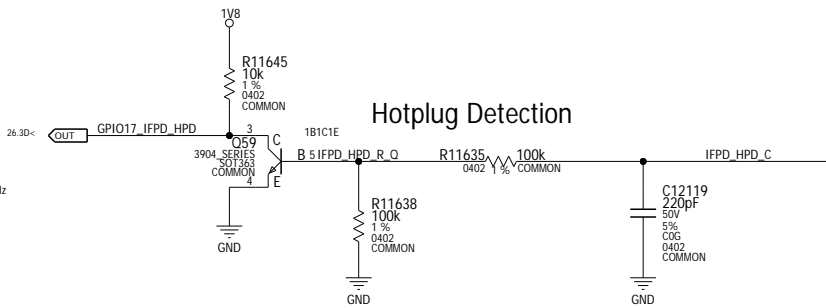 1V8
R11645
10k
1 %
0402
COMMON
Hotplug Detection
26.3D<
OUT
GPIO17_IFPD_HPD
3
C
1B1C1E
Q59
3904_SERIES
SOT363
COMMON
B
5
IFPD_HPD_R_Q
R11635
100k
0402
1 %
COMMON
IFPD_HPD_C
4
E
Hz
R11638
100k
1 %
0402
COMMON
C12119
220pF
50V
5%
C0G
0402
COMMON
GND
GND
GND